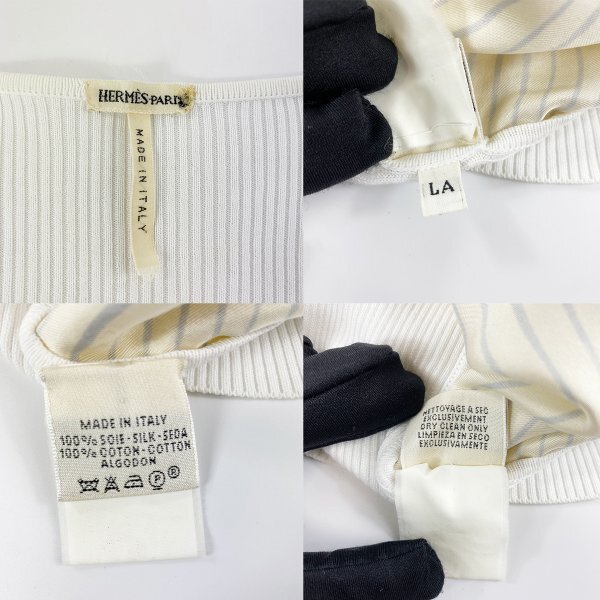 HERMÈS-PARIS
MADE IN ITALY
LA
MADE IN ITALY
100% SOIE - SILK - SEDA
100% COTON - COTTON
ALGODON
P
NETTOYAGE A SEC
EXCLUSIVEMENT
DRY CLEAN ONLY
LIMPIEZA EN SECO
EXCLUSIVAMENTE